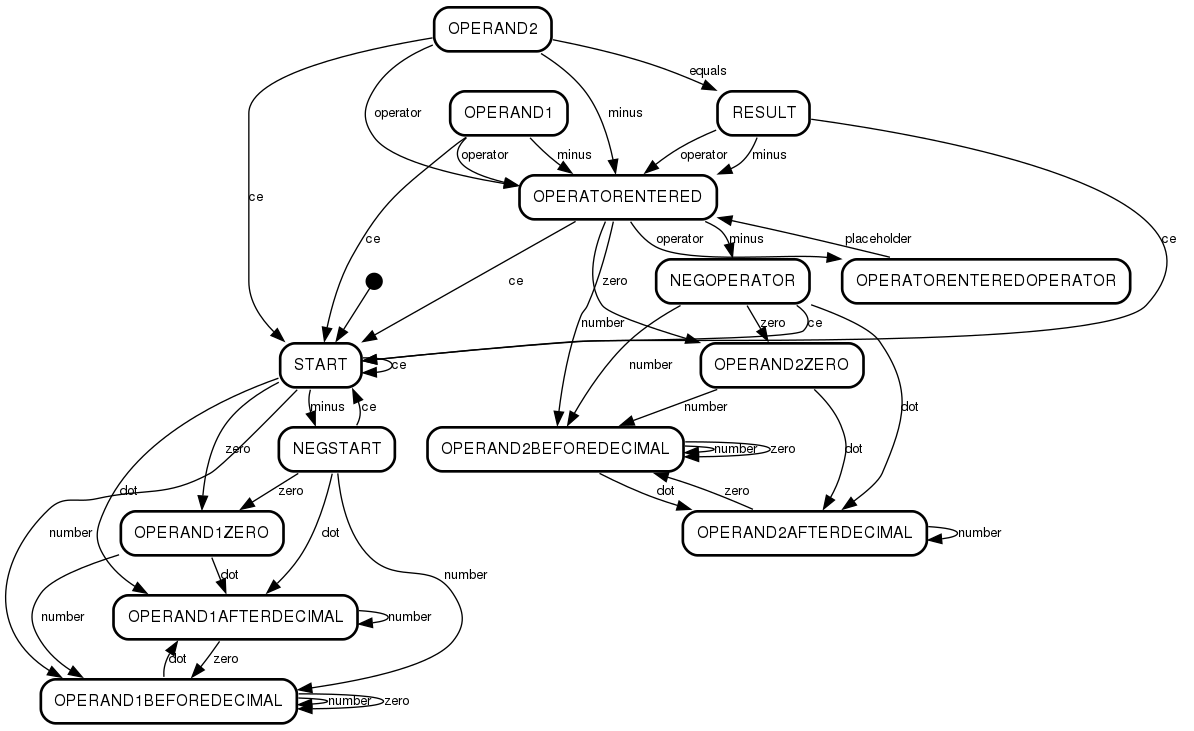 OPERAND2
equals
OPERAND1
RESULT
operator
minus
operator
minus
operator
minus
OPERATORENTERED
ce
ce
operator
minus
placeholder
ce
ce
zero
NEGOPERATOR
OPERATORENTEREDOPERATOR
number
zero
ce
START
ce
number
OPERAND2ZERO
minus
ce
number
dot
zero
NEGSTART
OPERAND2BEFOREDECIMAL
number
zero
dot
dot
zero
dot
zero
number
OPERAND1ZERO
dot
OPERAND2AFTERDECIMAL
number
dot
number
number
OPERAND1AFTERDECIMAL
number
dot
zero
OPERAND1BEFOREDECIMAL
number
zero